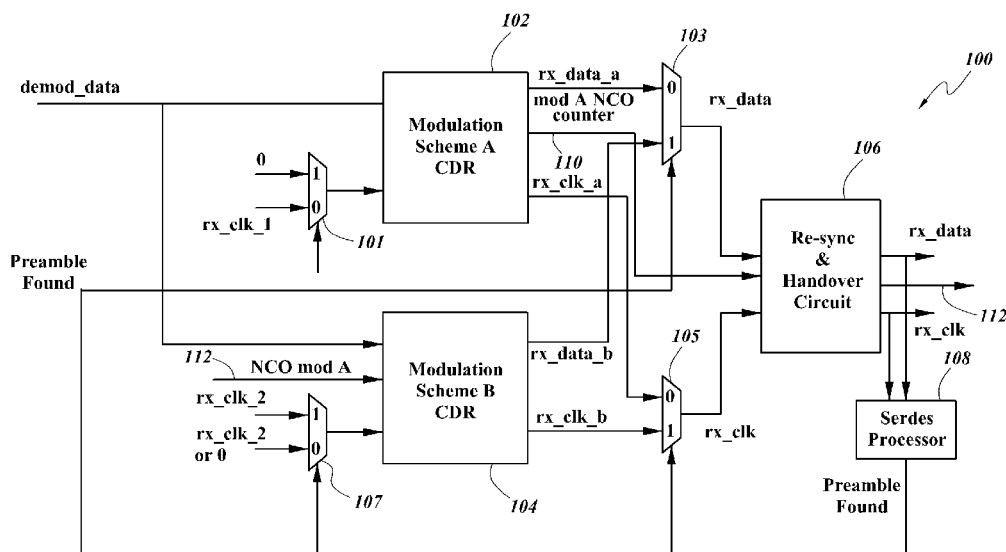 102
103
100
demod_data
rx_data_a
0
mod A NCO
counter
rx_data
Modulation
Scheme A
CDR
1
110
106
0
1
rx_clk_a
0
rx_clk_1
101
Re-sync
&
Handover
Circuit
rx_data
Preamble
Found
112
rx_clk
112
NCO mod A
rx_data_b
105
108
Modulation
Scheme B
CDR
rx_clk_2
1
rx_clk_b
0
Serdes
Processor
rx_clk_2
or 0
0
1
rx_clk
107
104
Preamble
Found